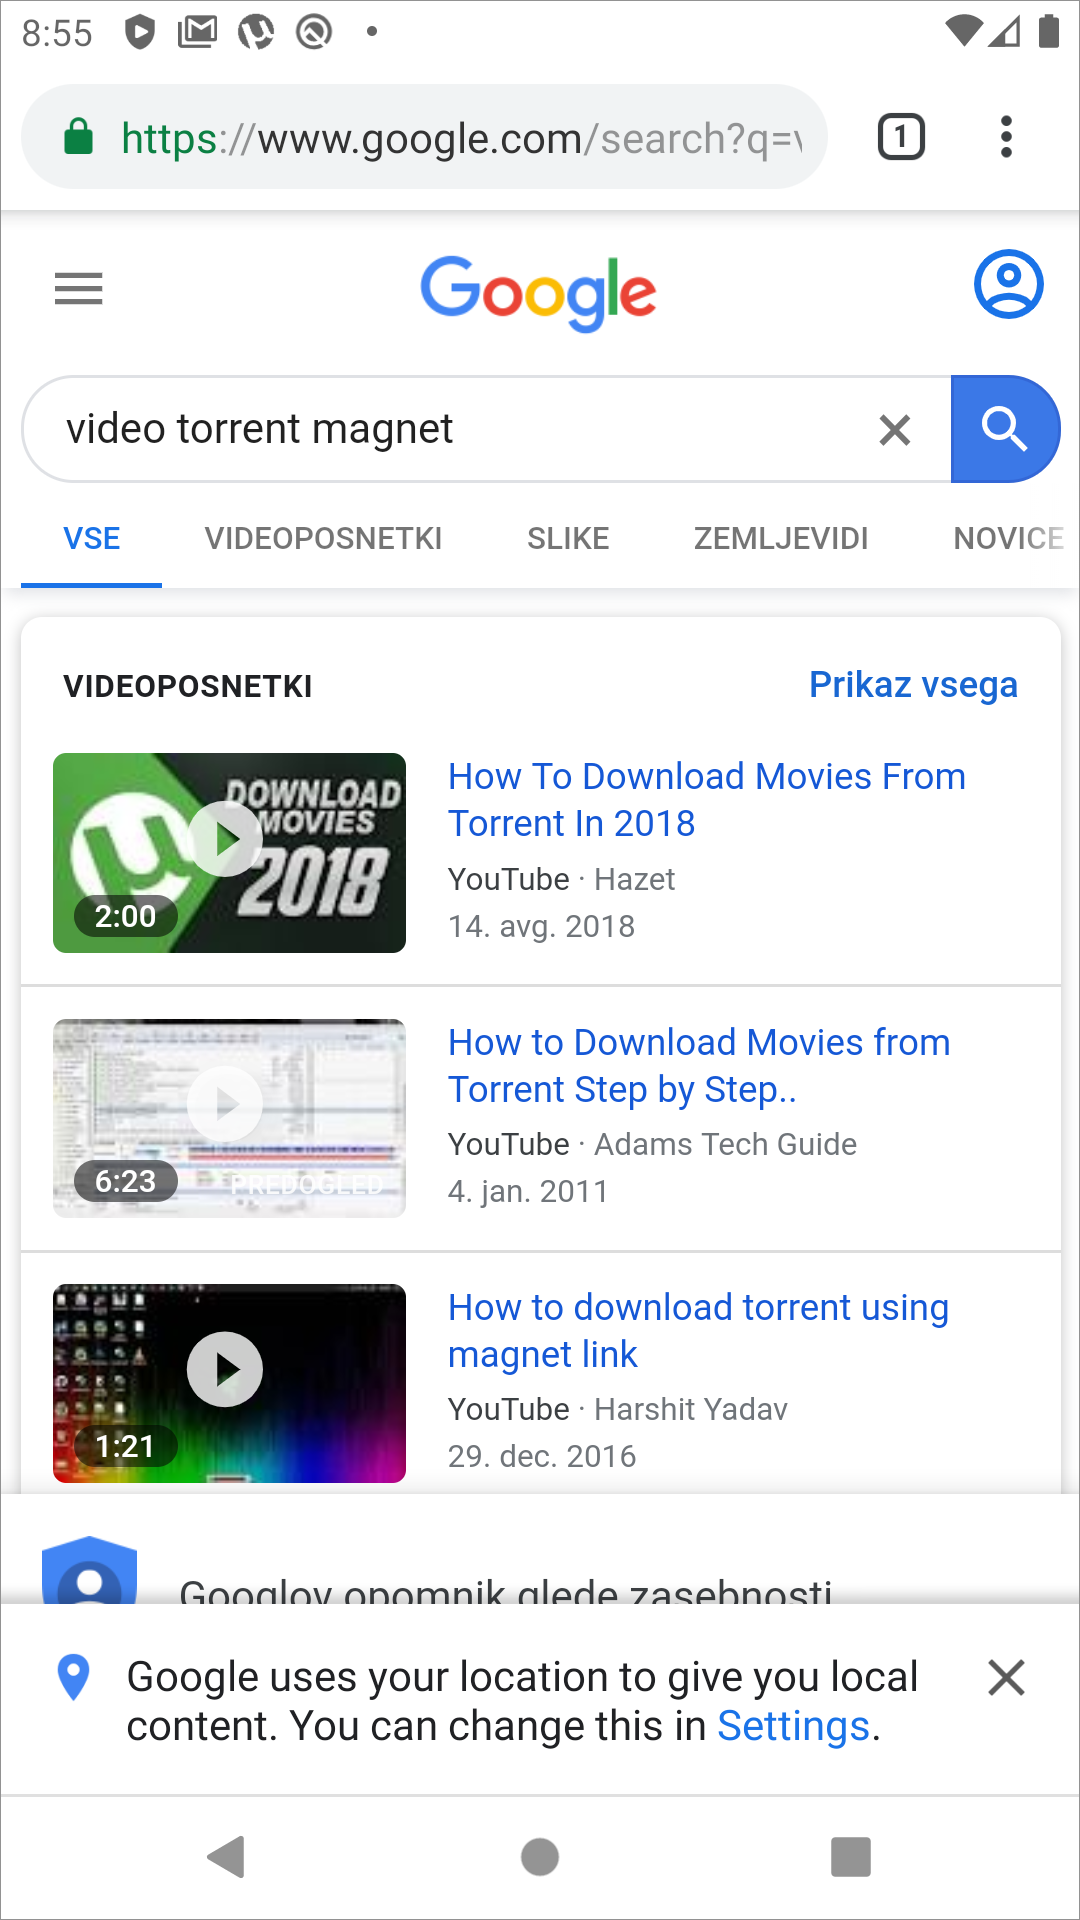 8:55
https://www.google.com/search?q=
1
Google
video torrent magnet
VSE
VIDEOPOSNETKI
SLIKE
ZEMLJEVIDI
NOVICE
VIDEOPOSNETKI
Prikaz vsega
DOWNLOAD
MOVIES
2018
2:00
How To Download Movies From
Torrent In 2018
YouTube · Hazet
14. avg. 2018
6:23
PREDOGLED
How to Download Movies from
Torrent Step by Step..
YouTube · Adams Tech Guide
4. jan. 2011
1:21
How to download torrent using
magnet link
YouTube · Harshit Yadav
29. dec. 2016
Googlov opomnik glede zasebnosti
Google uses your location to give you local
content. You can change this in Settings.